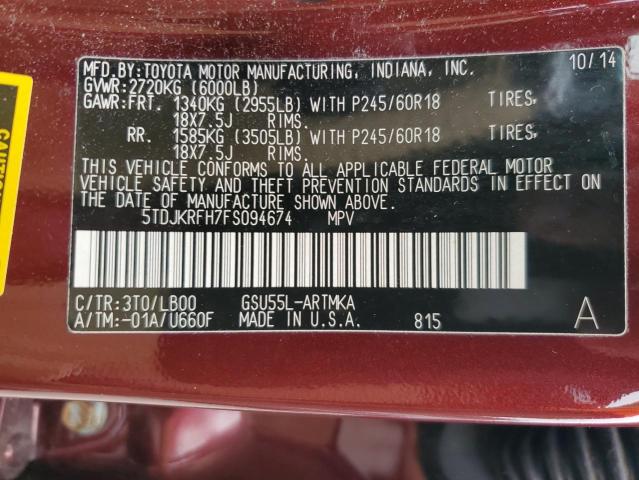 MFD.BY:TOYOTA MOTOR MANUFACTURING, INDIANA, INC. 10/14
GVWR:2720KG (6000LB)
GAWR:FRT. 1340KG (2955LB) WITH P245/60R18 TIRES,
18X7.5J RIMS.
RR. 1585KG (3505LB) WITH P245/60R18 TIRES,
18X7.5J RIMS.
THIS VEHICLE CONFORMS TO ALL APPLICABLE FEDERAL MOTOR
VEHICLE SAFETY AND THEFT PREVENTION STANDARDS IN EFFECT ON
THE DATE OF MANUFACTURE SHOWN ABOVE.
5TDJKRFH7FS094674 MPV
C/TR:3T0/LB00 GSU55L-ARTMKA
A/TM:-01A/U660F MADE IN U.S.A. 815 A